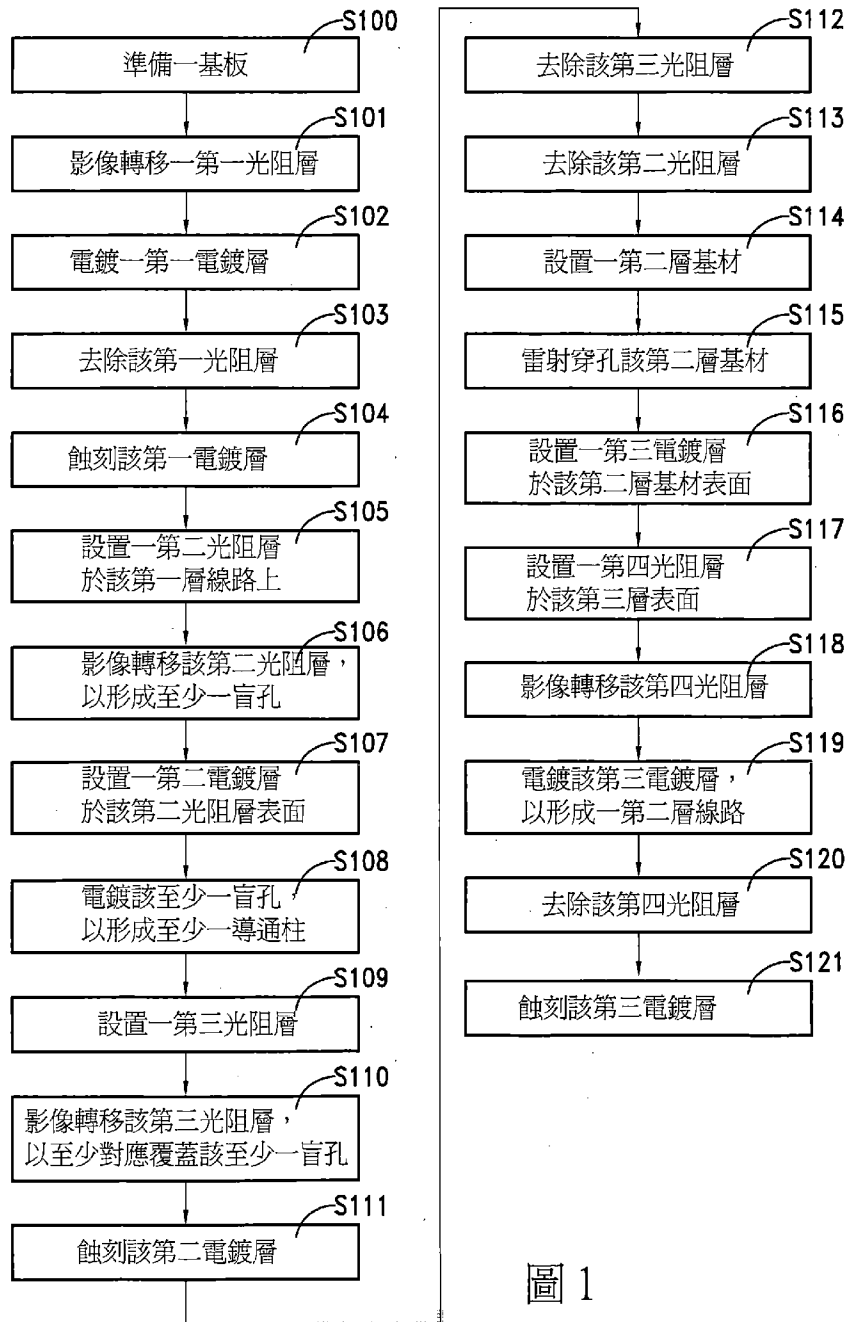 S100
準備一基板
S101
影像轉移一第一光阻層
S102
電鍍一第一電鍍層
S103
去除該第一光阻層
S104
蝕刻該第一電鍍層
S105
設置一第二光阻層
於該第一層線路上
S106
影像轉移該第二光阻層，
以形成至少一盲孔
S107
設置一第二電鍍層
於該第二光阻層表面
S108
電鍍該至少一盲孔，
以形成至少一導通柱
S109
設置一第三光阻層
S110
影像轉移該第三光阻層，
以至少對應覆蓋該至少一盲孔
S111
蝕刻該第二電鍍層
S112
去除該第三光阻層
S113
去除該第二光阻層
S114
設置一第二層基材
S115
雷射穿孔該第二層基材
S116
設置一第三電鍍層
於該第二層基材表面
S117
設置一第四光阻層
於該第三層表面
S118
影像轉移該第四光阻層
S119
電鍍該第三電鍍層，
以形成一第二層線路
S120
去除該第四光阻層
S121
蝕刻該第三電鍍層
圖1